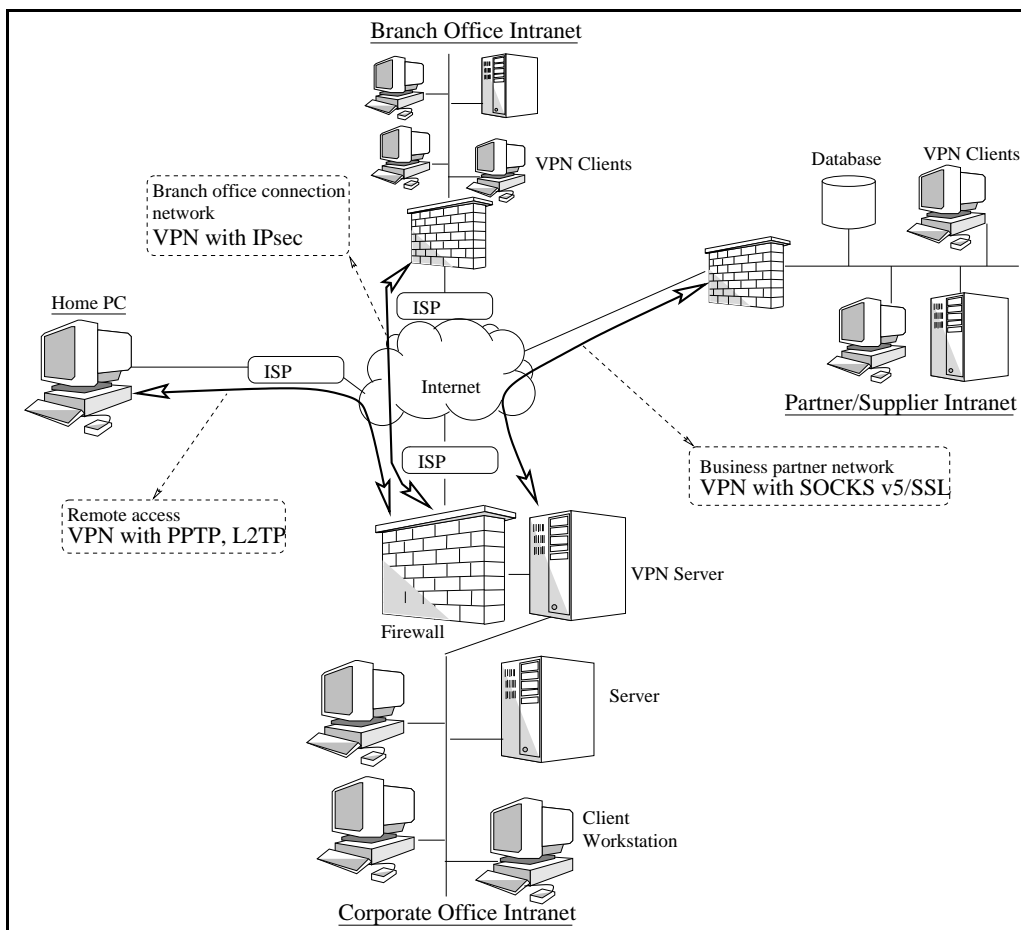 Branch Office Intranet
VPN Clients
Database
VPN Clients
Branch office connection
network
VPN with IPsec
Home PC
ISP
ISP
Internet
Partner/Supplier Intranet
ISP
Business partner network
VPN with SOCKS v5/SSL
Remote access
VPN with PPTP, L2TP
VPN Server
Firewall
Server
Client
Workstation
Corporate Office Intranet